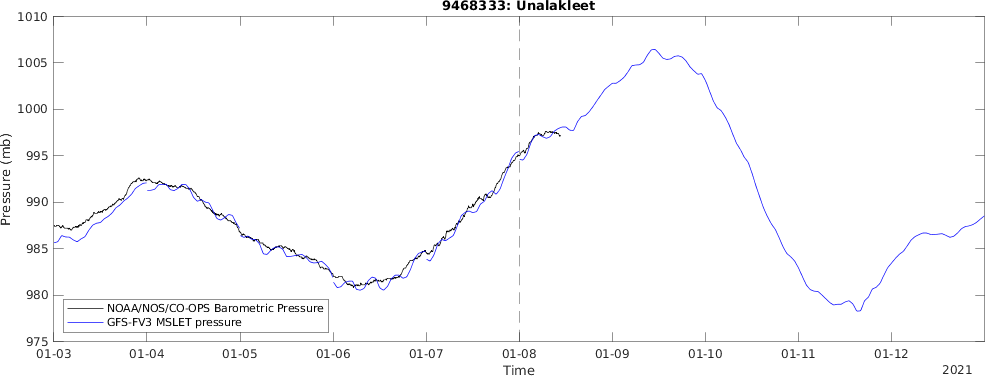 9468333: Unalakleet
1010
1005
1000
995
990
985
980
975
Pressure (mb)
NOAA/NOS/CO-OPS Barometric Pressure
GFS-FV3 MSLET pressure
01-03 01-04 01-05 01-06 01-07 01-08 01-09 01-10 01-11 01-12
Time
2021